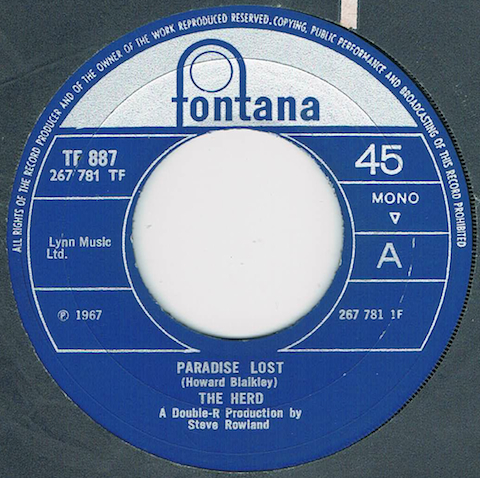 ALL RIGHTS OF THE RECORD PRODUCER AND OF THE OWNER OF THE WORK REPRODUCED RESERVED. COPYING, PUBLIC PERFORMANCE AND BROADCASTING OF THIS RECORD PROHIBITED
fontana
TF 887
267 781 TF
45
MONO
Lynn Music
Ltd.
A
℗ 1967
267 781 1F
PARADISE LOST
(Howard Blaikley)
THE HERD
A Double-R Production by
Steve Rowland